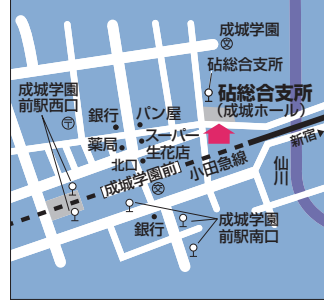 成城学園
文
砧総合支所
成城学園
前駅西口
〒
砧総合支所
(成城ホール)
銀行
パン屋
薬局
スーパー
生花店
北口
新宿▶
[成城学園前]
小田急線
仙川
文
銀行
成城学園
前駅南口